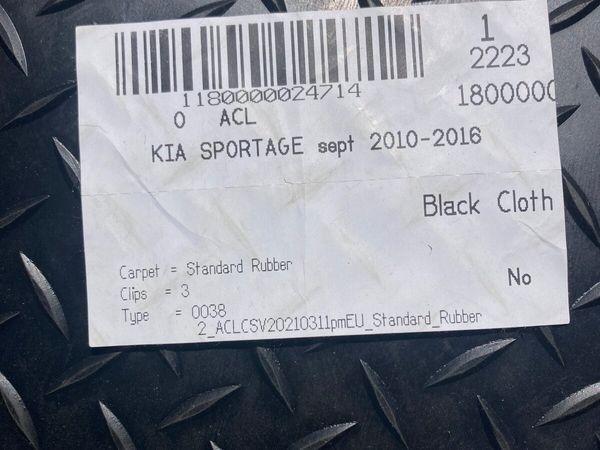 1
2223
1180000024714
1800000
0 ACL
KIA SPORTAGE sept 2010-2016
Black Cloth
Carpet = Standard Rubber
No
Clips = 3
Type = 0038
2_ACLCSV20210311pmEU_Standard_Rubber